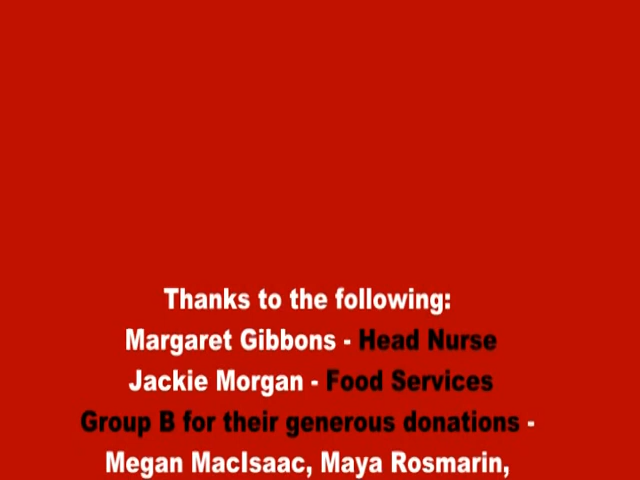 Thanks to the following:
Margaret Gibbons - Head Nurse
Jackie Morgan - Food Services
Group B for their generous donations -
Megan MacIsaac, Maya Rosmarin,